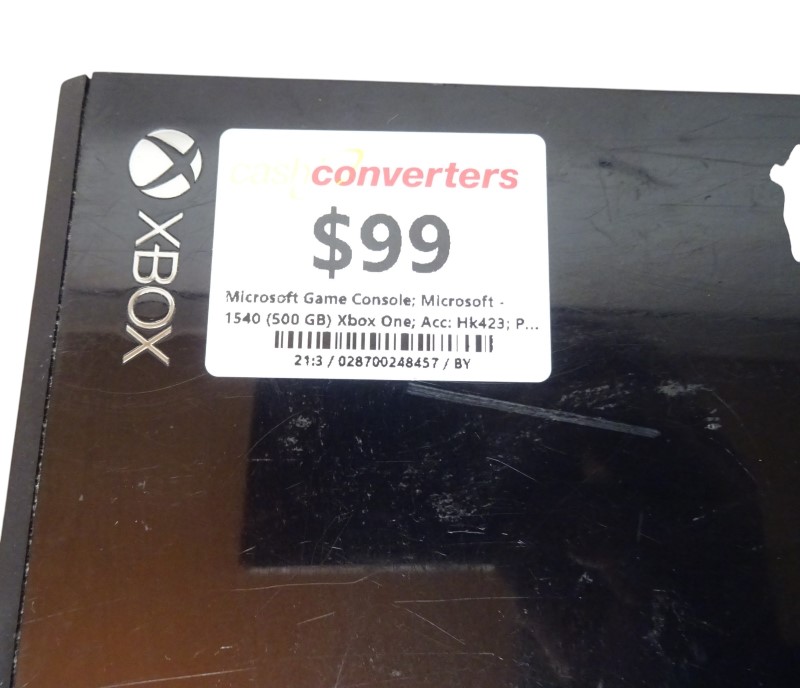 XBOX
cash converters
$99
Microsoft Game Console; Microsoft -
1540 (500 GB) Xbox One; Acc: Hk423; P...
21:3 / 028700248457 / BY